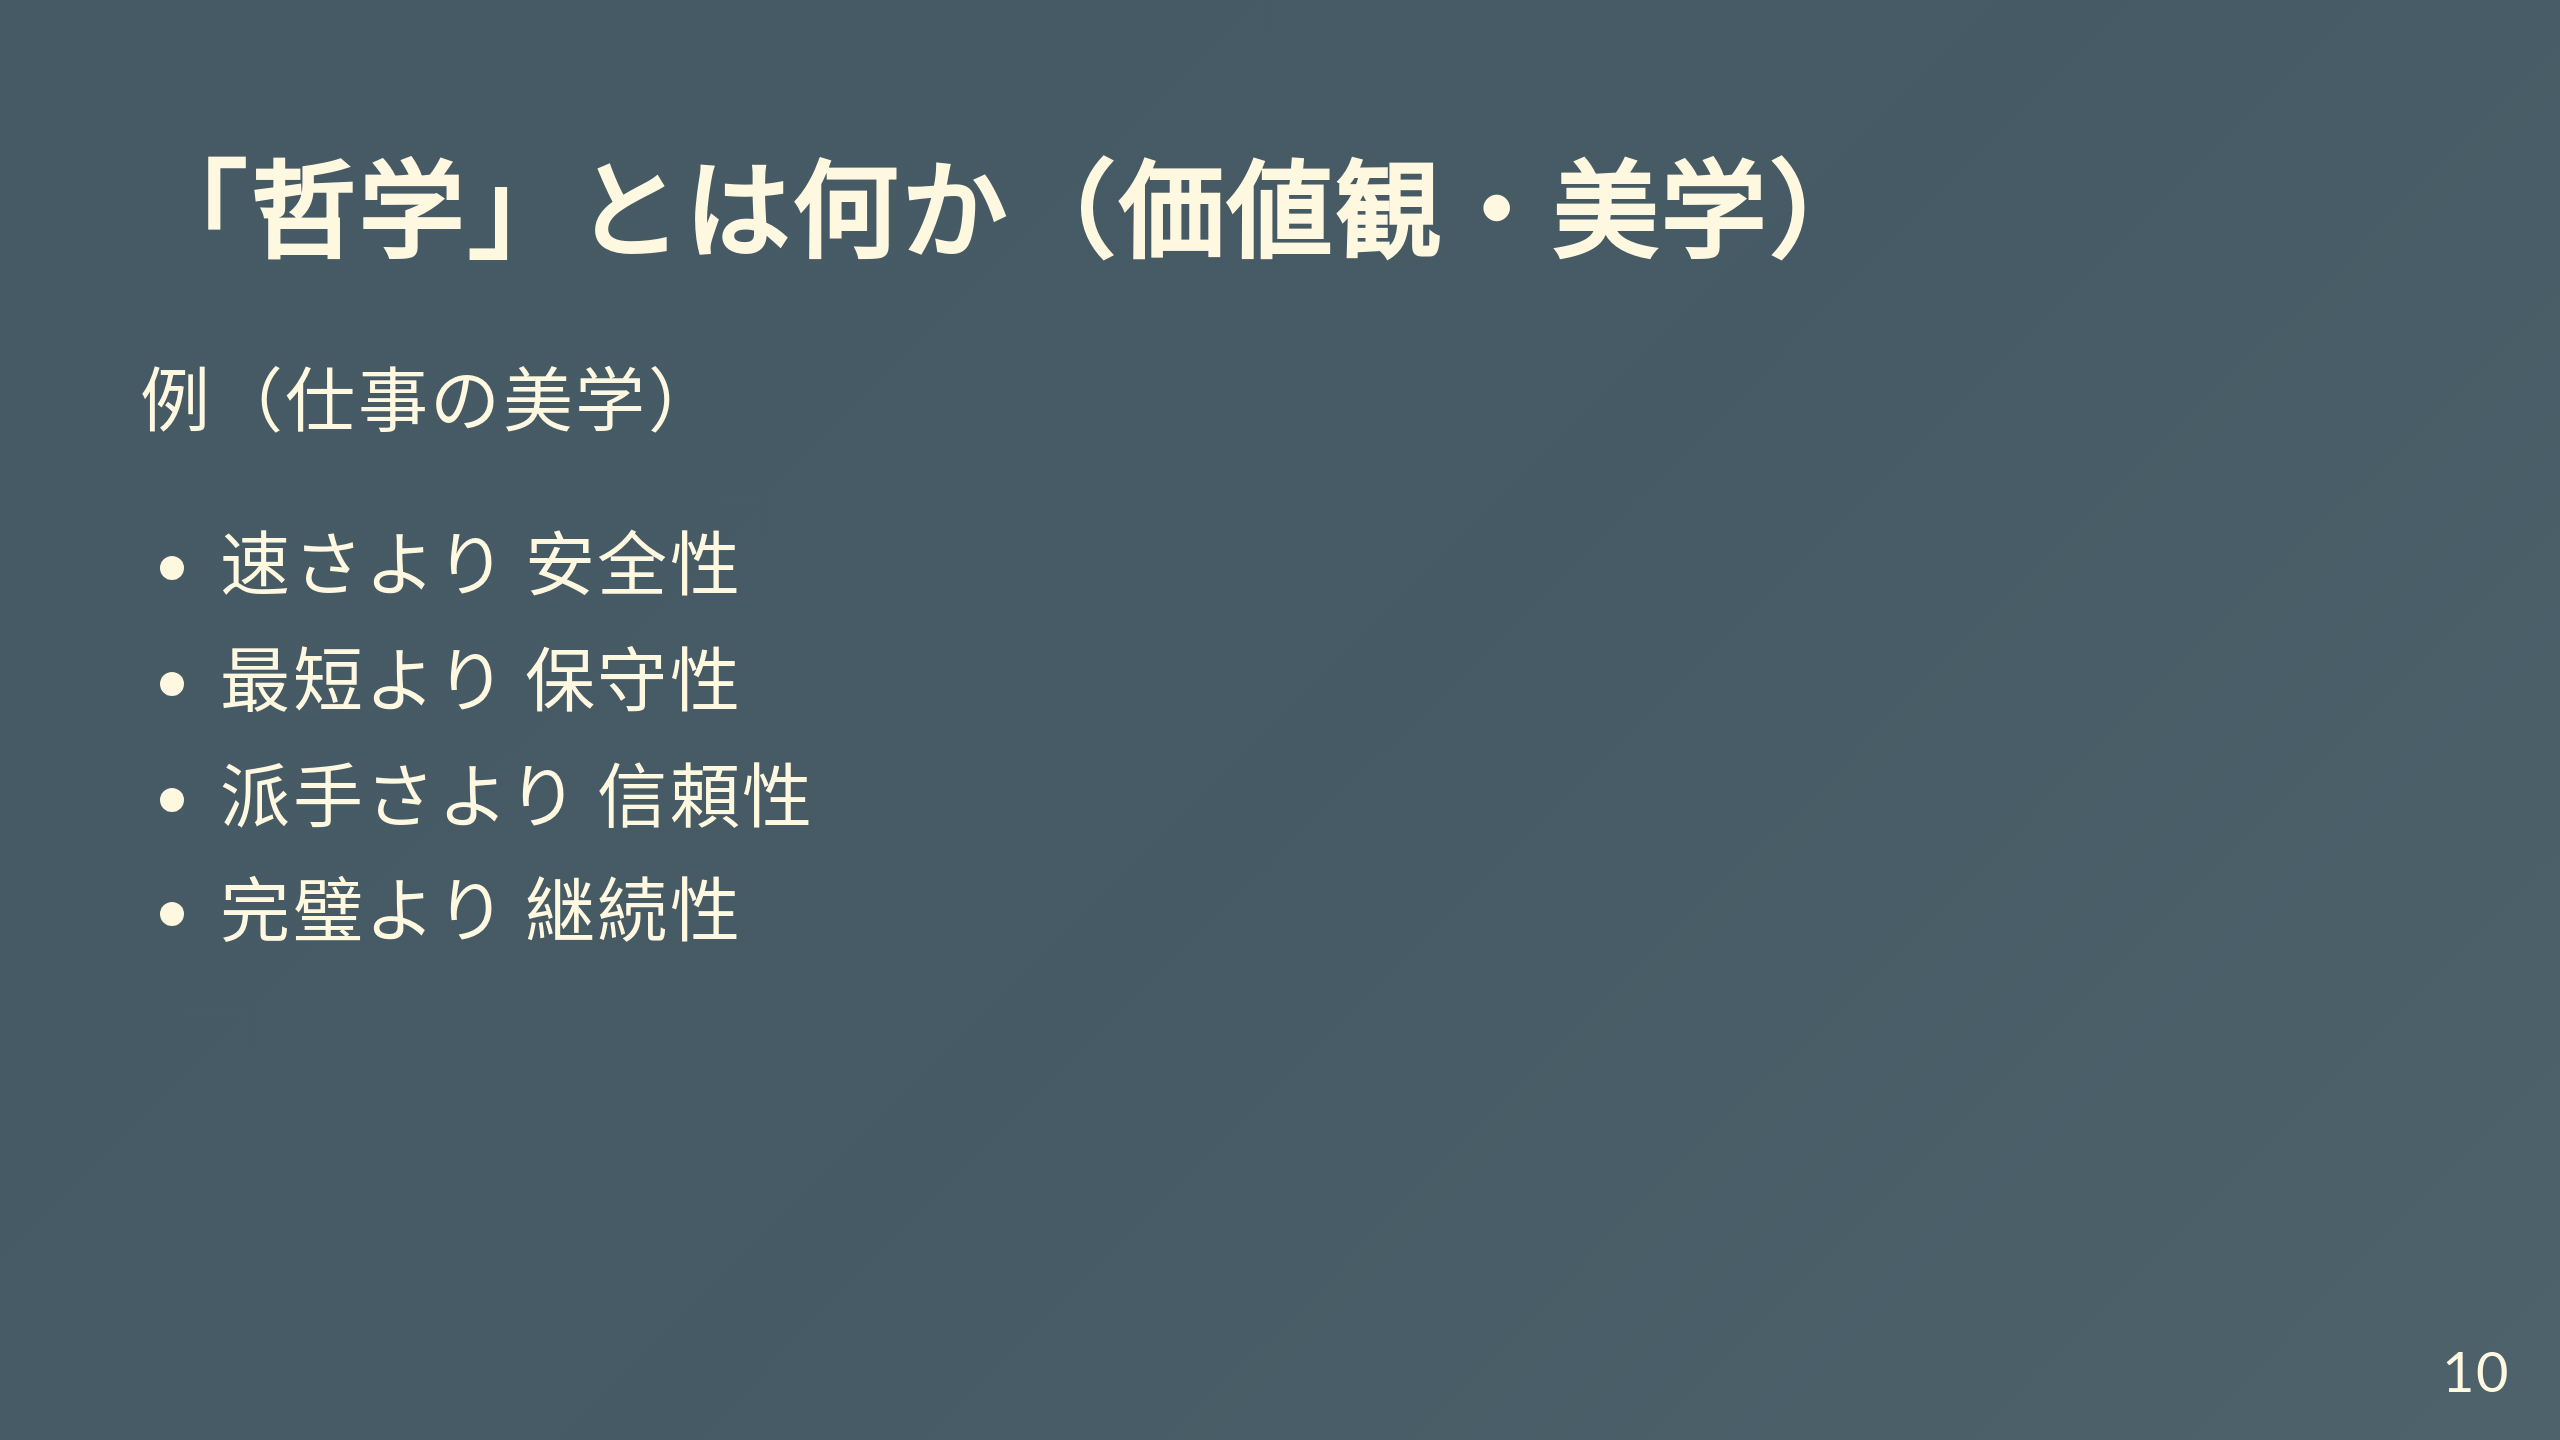 「哲学」とは何か（価値観・美学）
例（仕事の美学）
• 速さより 安全性
• 最短より 保守性
• 派手さより 信頼性
• 完璧より 継続性
10